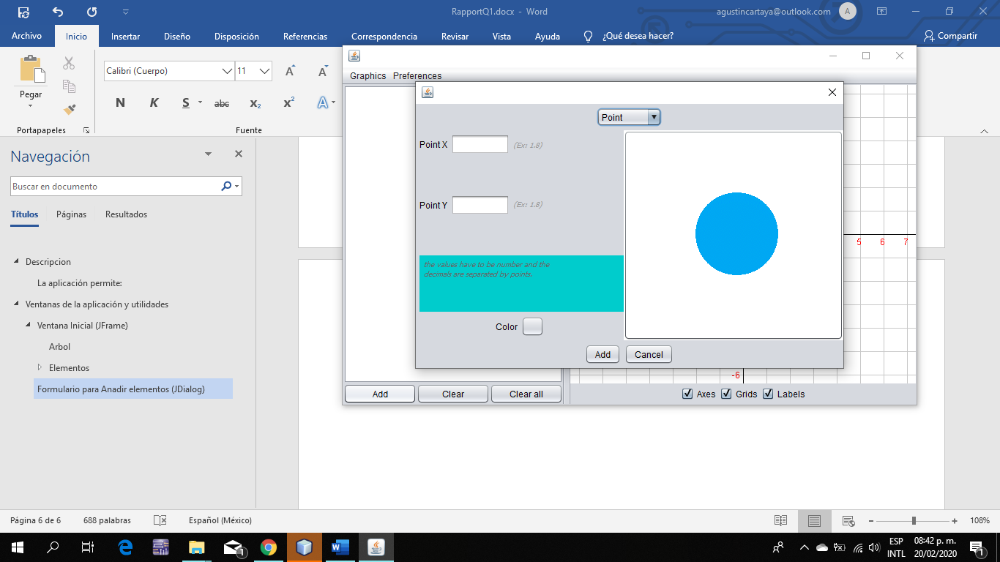 RapportQ1.docx - Word
agustincartaya@outlook.com
A
Archivo Inicio Insertar Diseño Disposición Referencias Correspondencia Revisar Vista Ayuda ¿Qué desea hacer? Compartir
Pegar
Calibri (Cuerpo) 11
N K S abc x₂ x² A
Portapapeles Fuente
Navegación
Buscar en documento
Títulos Páginas Resultados
Descripcion
La aplicación permite:
Ventanas de la aplicación y utilidades
Ventana Inicial (JFrame)
Arbol
Elementos
Formulario para Anadir elementos (JDialog)
Graphics Preferences
Point
Point X (Ex: 1.8)
Point Y (Ex: 1.8)
the values have to be number and the
decimals are separated by points.
Color
Add Cancel
5 6 7
-6
Add Clear Clear all
Axes Grids Labels
Página 6 de 6 688 palabras Español (México) 108%
1
ESP
INTL
08:42 p. m.
20/02/2020
1